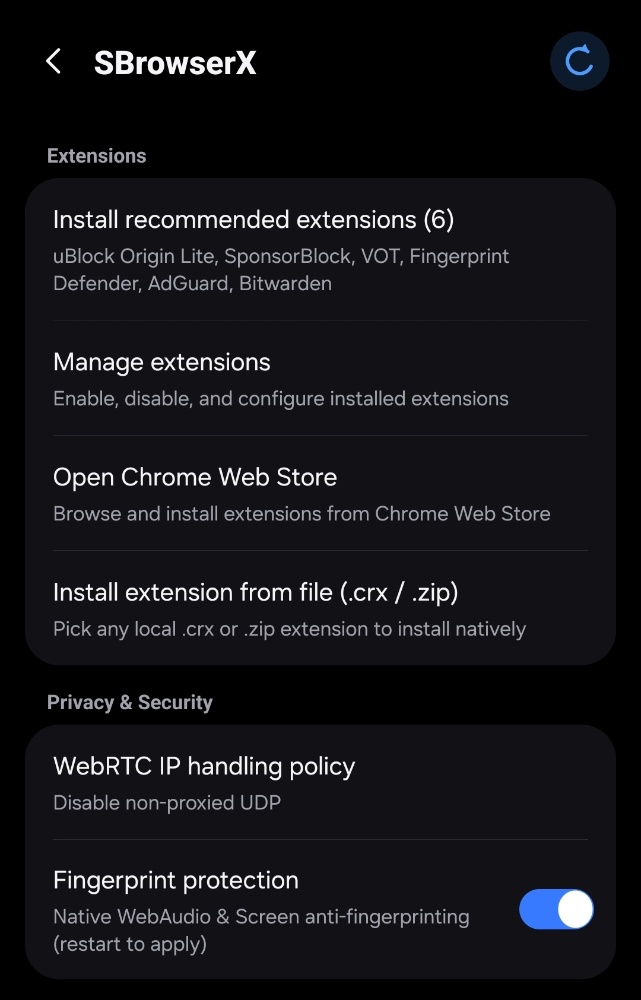 SBrowserX
Extensions
Install recommended extensions (6)
uBlock Origin Lite, SponsorBlock, VOT, Fingerprint
Defender, AdGuard, Bitwarden
Manage extensions
Enable, disable, and configure installed extensions
Open Chrome Web Store
Browse and install extensions from Chrome Web Store
Install extension from file (.crx / .zip)
Pick any local .crx or .zip extension to install natively
Privacy & Security
WebRTC IP handling policy
Disable non-proxied UDP
Fingerprint protection
Native WebAudio & Screen anti-fingerprinting
(restart to apply)